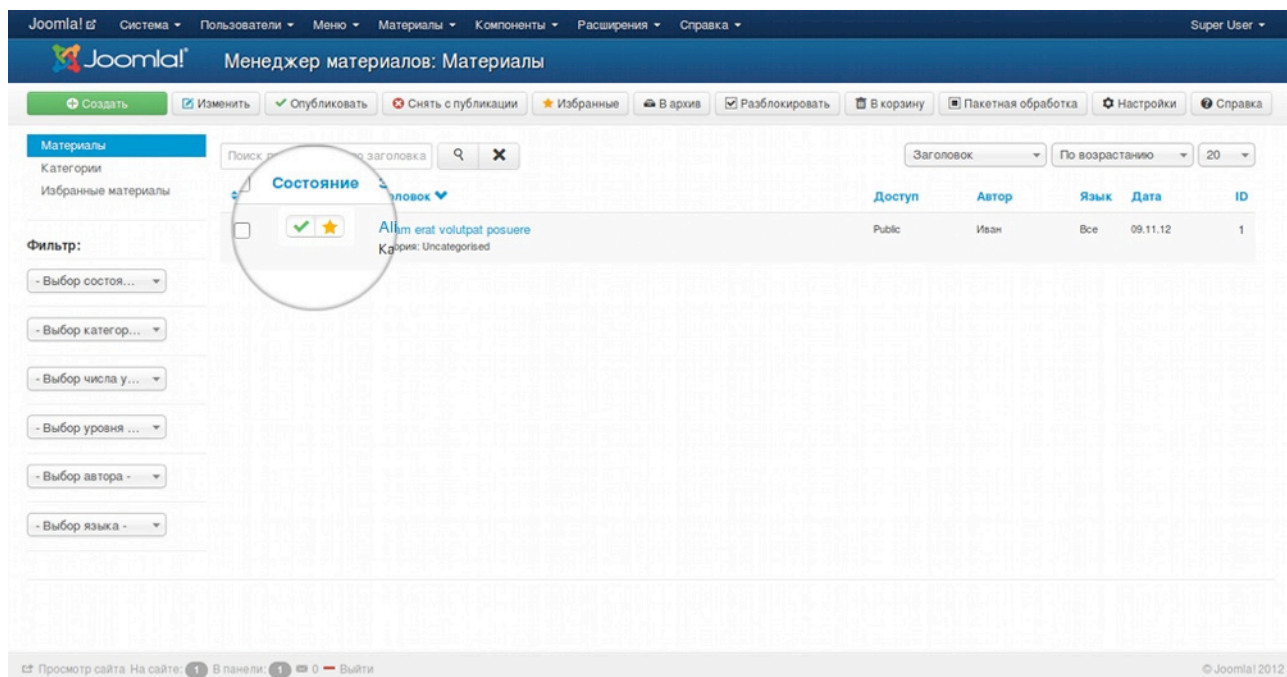 Joomla! Система Пользователи Меню Материалы Компоненты Расширения Справка Super User
Joomla! Менеджер материалов: Материалы
Создать Изменить Опубликовать Снять с публикации Избранные В архив Разблокировать В корзину Пакетная обработка Настройки Справка
Материалы
Категории
Избранные материалы
Поиск заголовка Заголовок По возрастанию 20
Состояние Доступ Автор Язык Дата ID
volutpat posuere Public Иван Все 09.11.12 1
Uncategorised
Фильтр:
- Выбор состоя...
- Выбор категор...
- Выбор числа у...
- Выбор уровня ...
- Выбор автора -
- Выбор языка -
Просмотр сайта На сайте: 1 В панели: 1 0 Выйти © Joomla! 2012